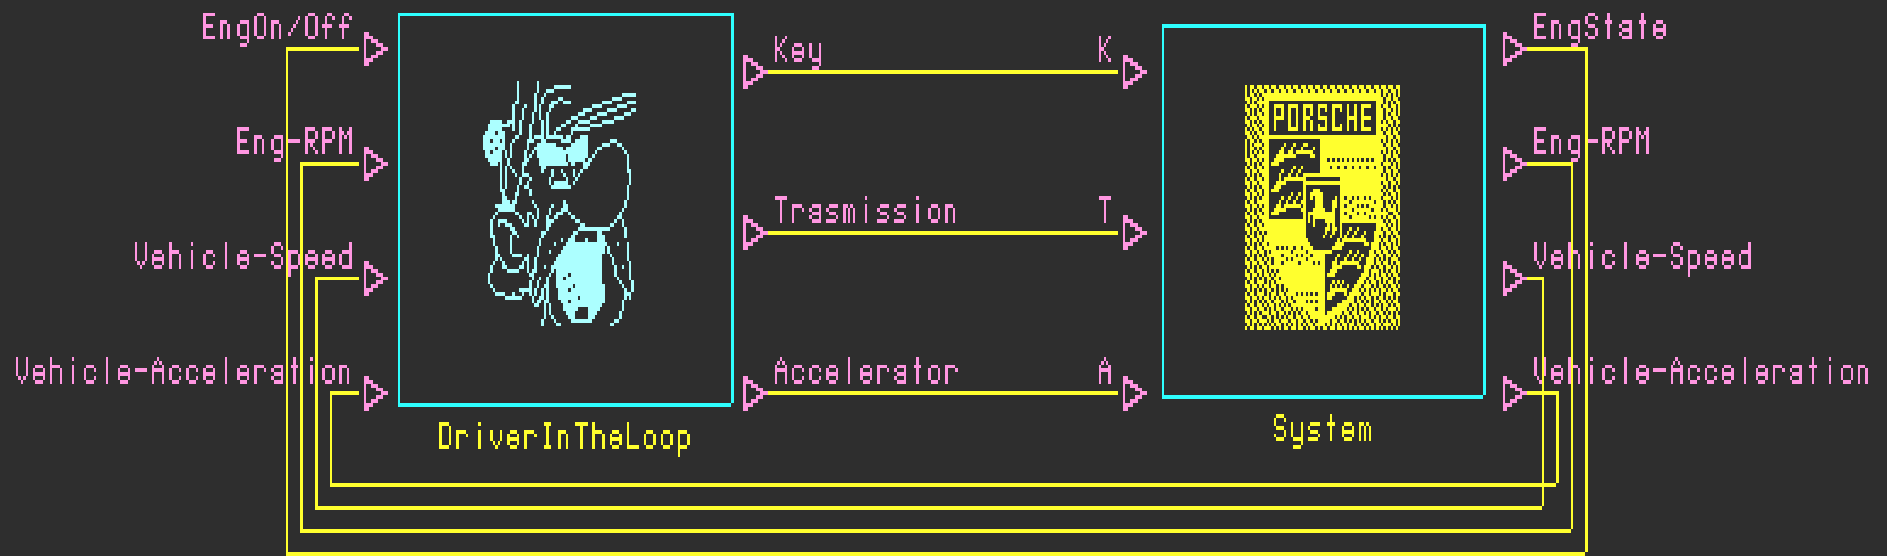 EngOn/Off
Eng-RPM
Vehicle-Speed
Vehicle-Acceleration
DriverInTheLoop
Key
Trasmission
Accelerator
K
T
A
PORSCHE
System
EngState
Eng-RPM
Vehicle-Speed
Vehicle-Acceleration